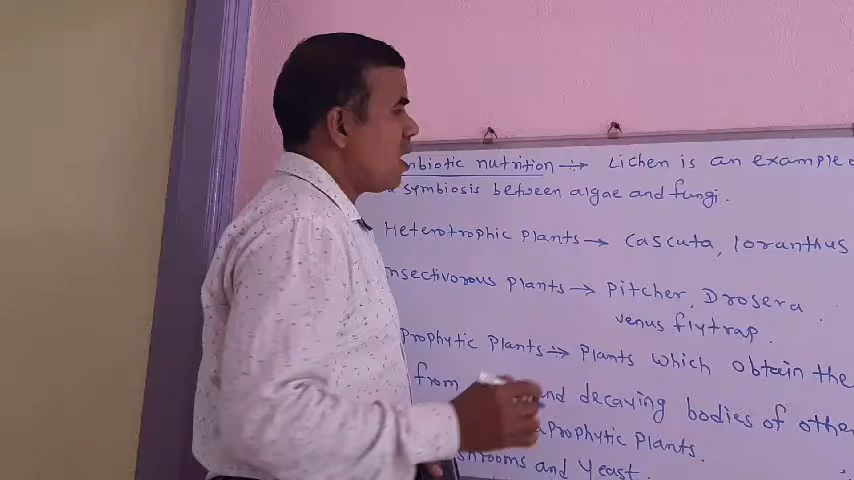 nbiotic nutrition → Lichen is an example
symbiosis between algae and fungi.
Heterotrophic plants → Cascuta, loranthus
nsectivorous plants → Pitcher, Drosera
venus flytrap.
Prophytic plants → Plants which obtain the
from and decaying bodies of othe
aprophytic plants.
shrooms and Yeast.